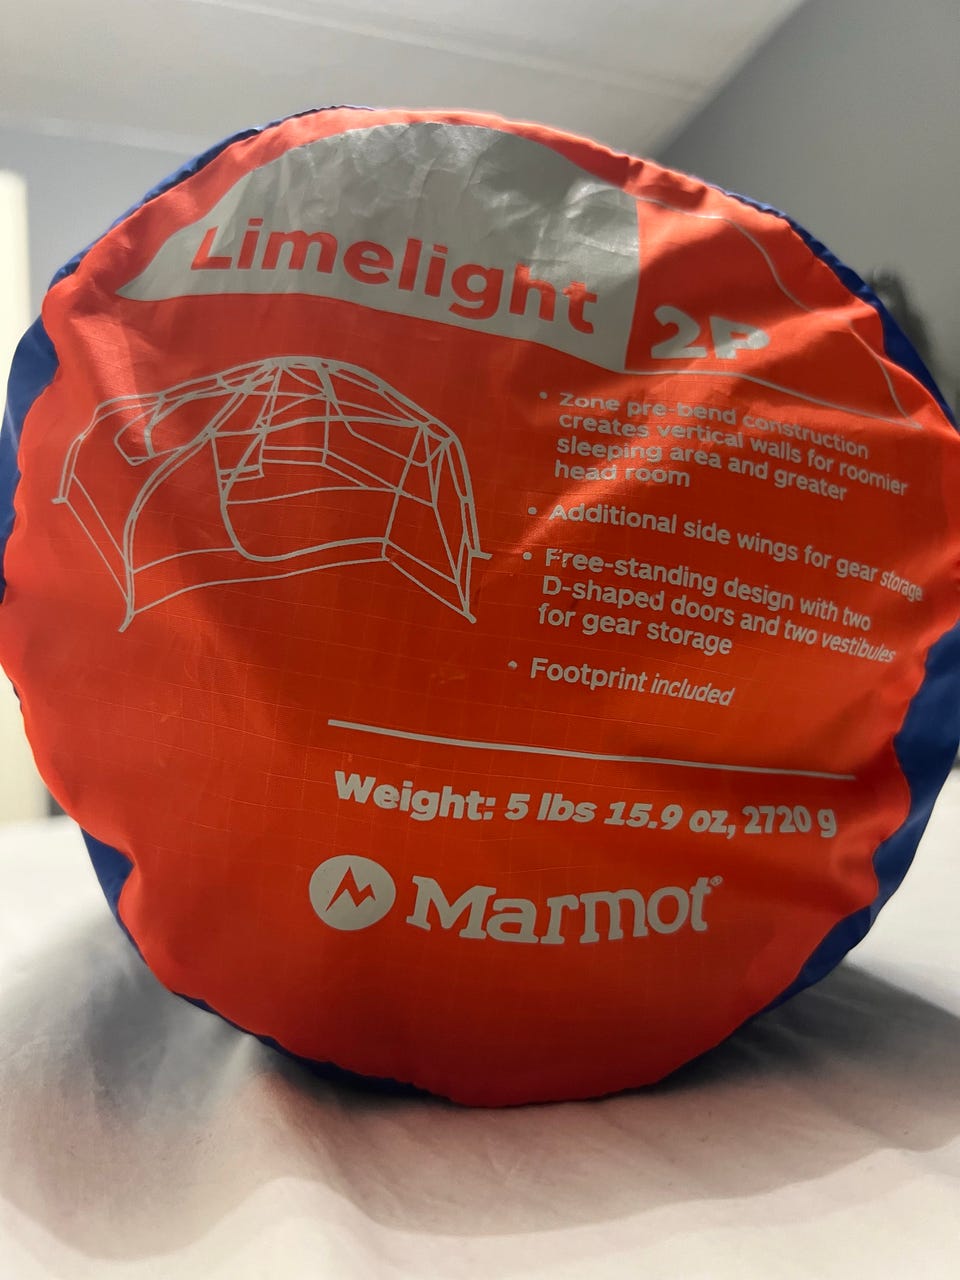 Limelight
2P
• Zone pre-bend construction
creates vertical walls for roomier
sleeping area and greater
head room
• Additional side wings for gear storage
• Free-standing design with two
D-shaped doors and two vestibules
for gear storage
• Footprint included
Weight: 5 lbs 15.9 oz, 2720 g
Marmot®